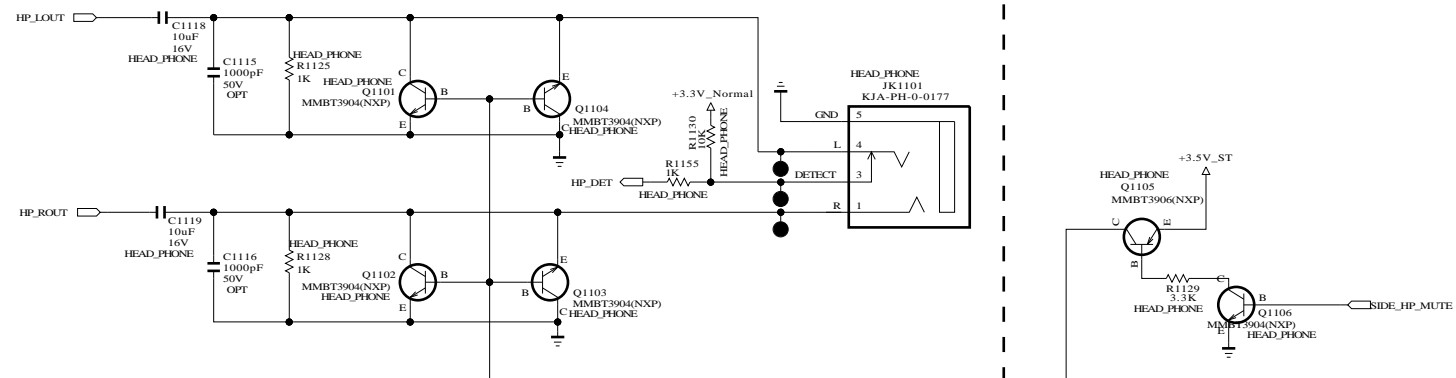 HP_LOUT
C1118
10uF
16V
HEAD_PHONE
C1115
1000pF
50V
OPT
HEAD_PHONE
R1125
1K
C
HEAD_PHONE
Q1101
MMBT3904(NXP)
B
E
E
B
Q1104
MMBT3904(NXP)
C
HEAD_PHONE
+3.3V_Normal
R1130
10K
HEAD_PHONE
R1155
1K
HP_DET
HEAD_PHONE
HEAD_PHONE
JK1101
KJA-PH-0-0177
GND
5
L
4
DETECT
3
R
1
HP_ROUT
C1119
10uF
16V
HEAD_PHONE
C1116
1000pF
50V
OPT
HEAD_PHONE
R1128
1K
C
Q1102
MMBT3904(NXP)
HEAD_PHONE
B
E
E
B
Q1103
MMBT3904(NXP)
C
HEAD_PHONE
+3.5V_ST
HEAD_PHONE
Q1105
MMBT3906(NXP)
C
E
B
R1129
3.3K
HEAD_PHONE
C
B
Q1106
MMBT3904(NXP)
E
HEAD_PHONE
SIDE_HP_MUTE